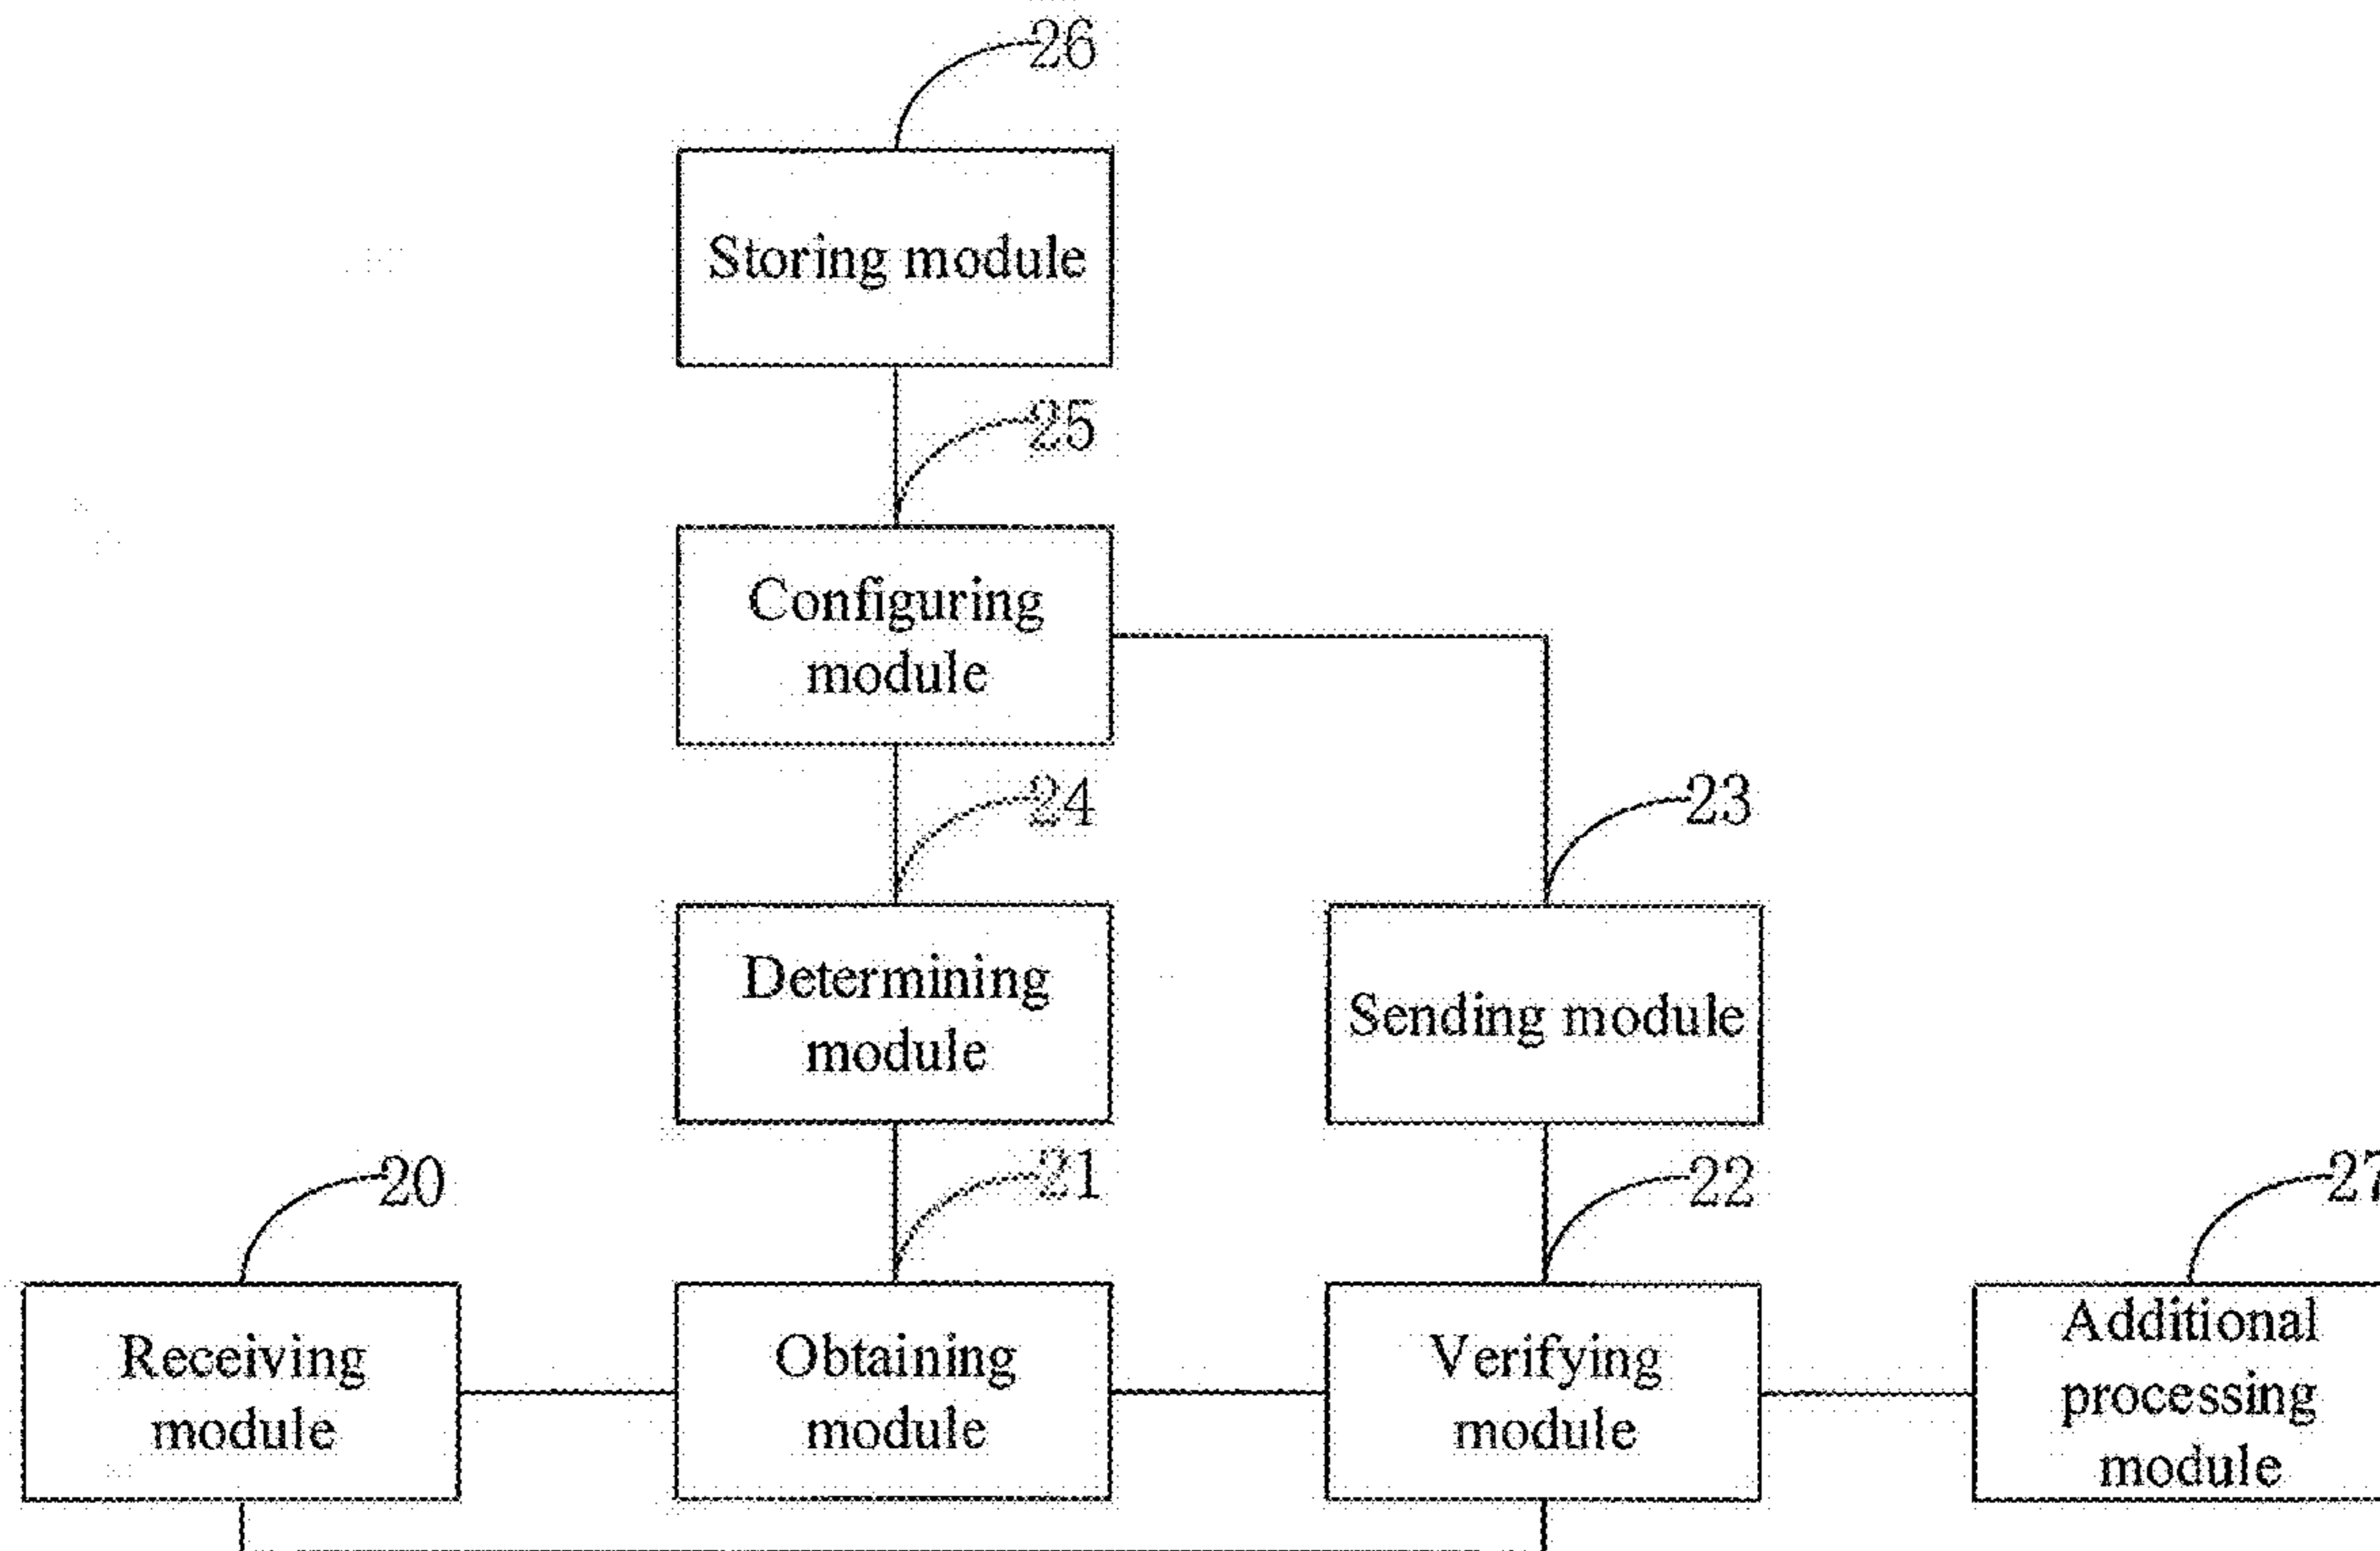 26
Storing module
25
Configuring
module
24
23
Determining
module
Sending module
20
21
22
27
Receiving
module
Obtaining
module
Verifying
module
Additional
processing
module